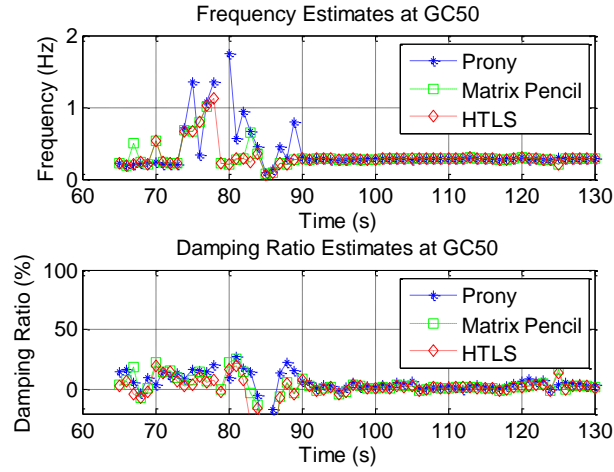 Frequency Estimates at GC50
2
1
0
Frequency (Hz)
Prony
Matrix Pencil
HTLS
60 70 80 90 100 110 120 130
Time (s)
Damping Ratio Estimates at GC50
100
50
0
Damping Ratio (%)
Prony
Matrix Pencil
HTLS
60 70 80 90 100 110 120 130
Time (s)